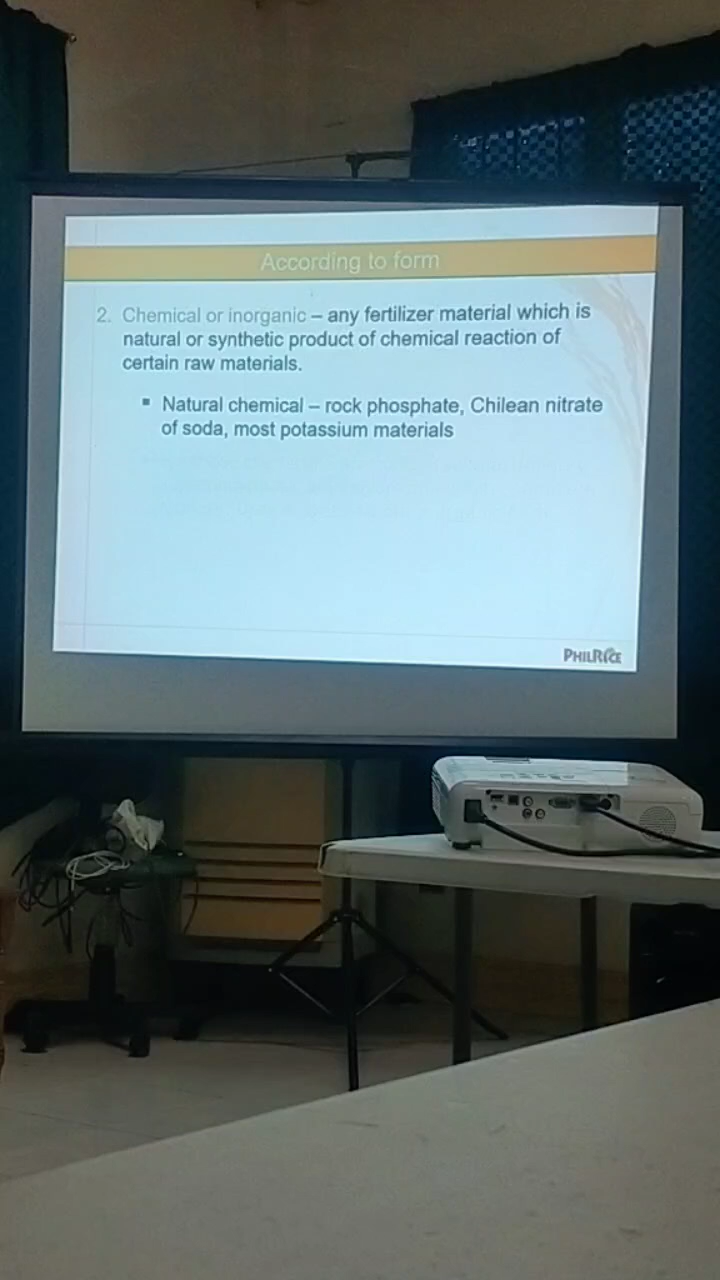 According to form
2. Chemical or inorganic – any fertilizer material which is
natural or synthetic product of chemical reaction of
certain raw materials.
▪ Natural chemical – rock phosphate, Chilean nitrate
of soda, most potassium materials
PHILRICE